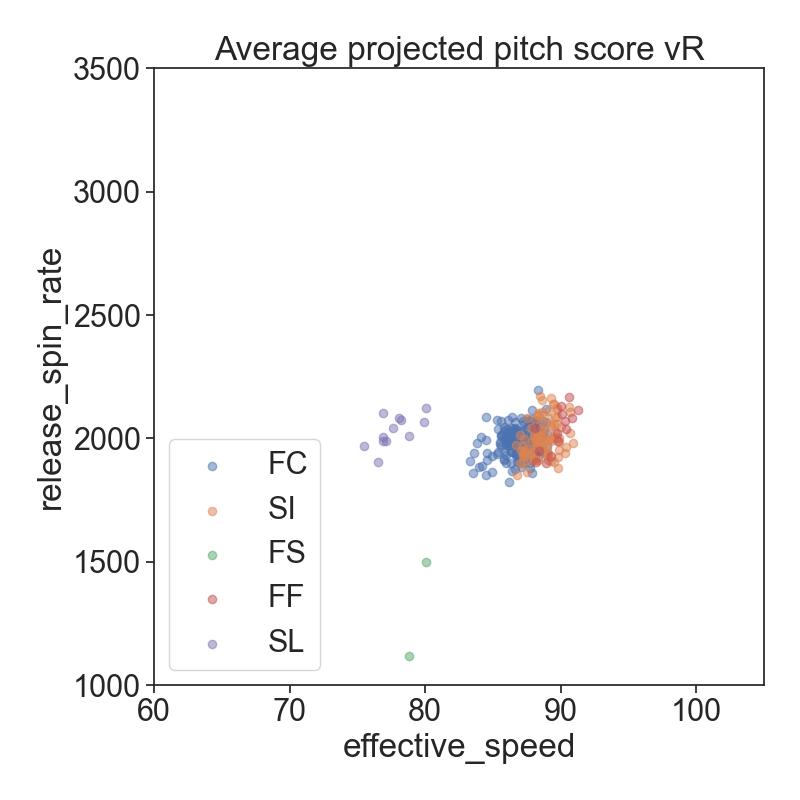 Average projected pitch score vR
3500
3000
2500
2000
1500
1000
release_spin_rate
FC
SI
FS
FF
SL
60
70
80
90
100
effective_speed